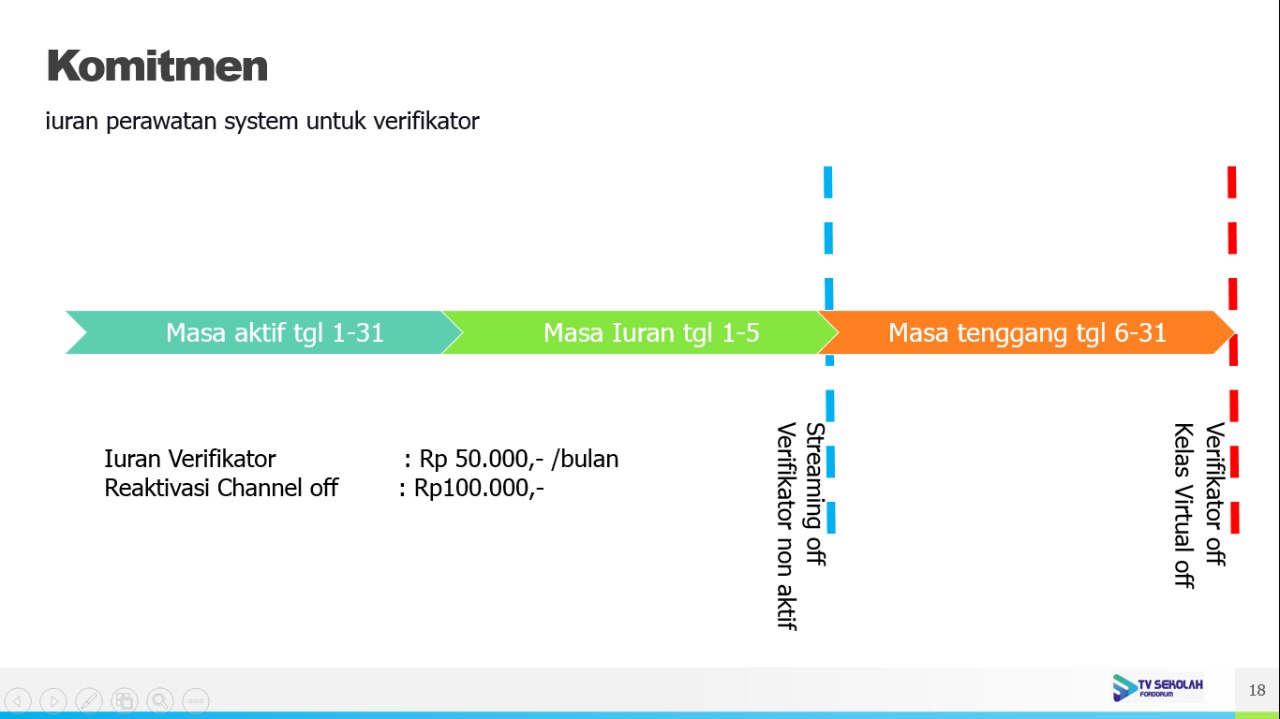 Komitmen
iuran perawatan system untuk verifikator
Masa aktif tgl 1-31
Masa Iuran tgl 1-5
Masa tenggang tgl 6-31
Iuran Verifikator : Rp 50.000,- /bulan
Reaktivasi Channel off : Rp100.000,-
Streaming off
Verifikator non aktif
Verifikator off
Kelas Virtual off
TV SEKOLAH
FORDORUM
18